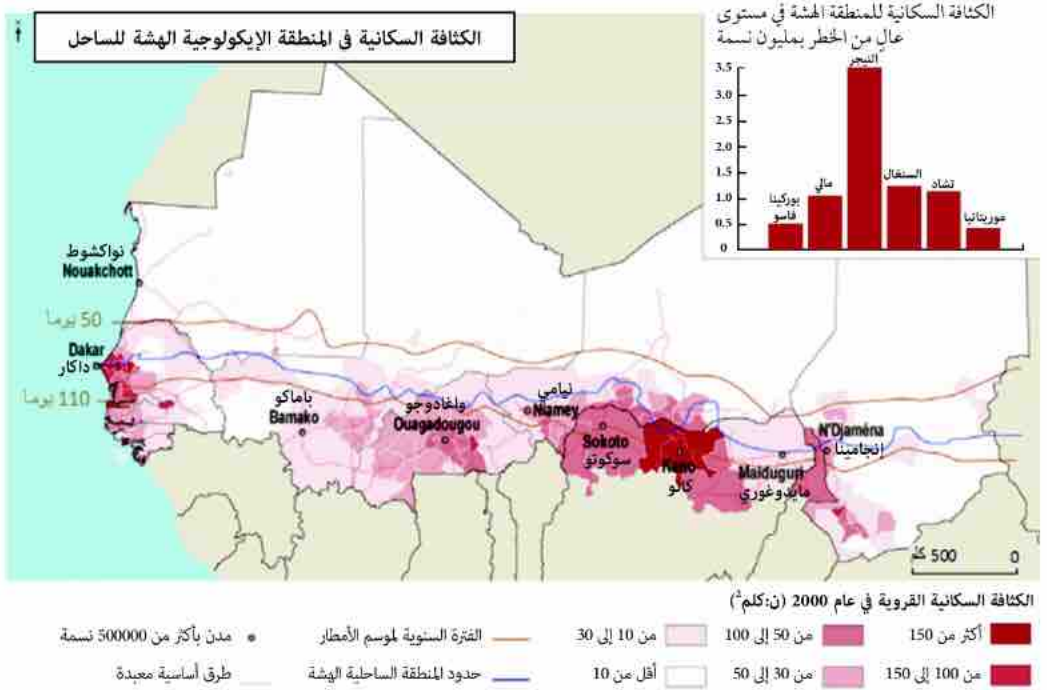 الكثافة السكانية في المنطقة الإيكولوجية الهشة للساحل
الكثافة السكانية للمنطقة الهشة في مستوى
عالٍ من الخطر بمليون نسمة
3.5
3.0
2.5
2.0
1.5
1.0
0.5
0
بوركينا
فاسو
مالي
النيجر
السنغال
تشاد
موريتانيا
نواكشوط
Nouakchott
50 يوما
Dakar
داكار
110 يوما
باماكو
Bamako
واغادوجو
Ouagadougou
نيامي
Niamey
Sokoto
سوكوتو
Kano
كانو
Maiduguri
مايدوغوري
N'Djaména
انجامينا
500 كلم
0
الكثافة السكانية القروية في عام 2000 (ن:كلم²)
أكثر من 150
من 50 إلى 100
من 10 إلى 30
الفترة السنوية لموسم الأمطار
مدن بأكثر من 500000 نسمة
من 100 إلى 150
من 30 إلى 50
أقل من 10
حدود المنطقة الساحلية الهشة
طرق أساسية معبدة